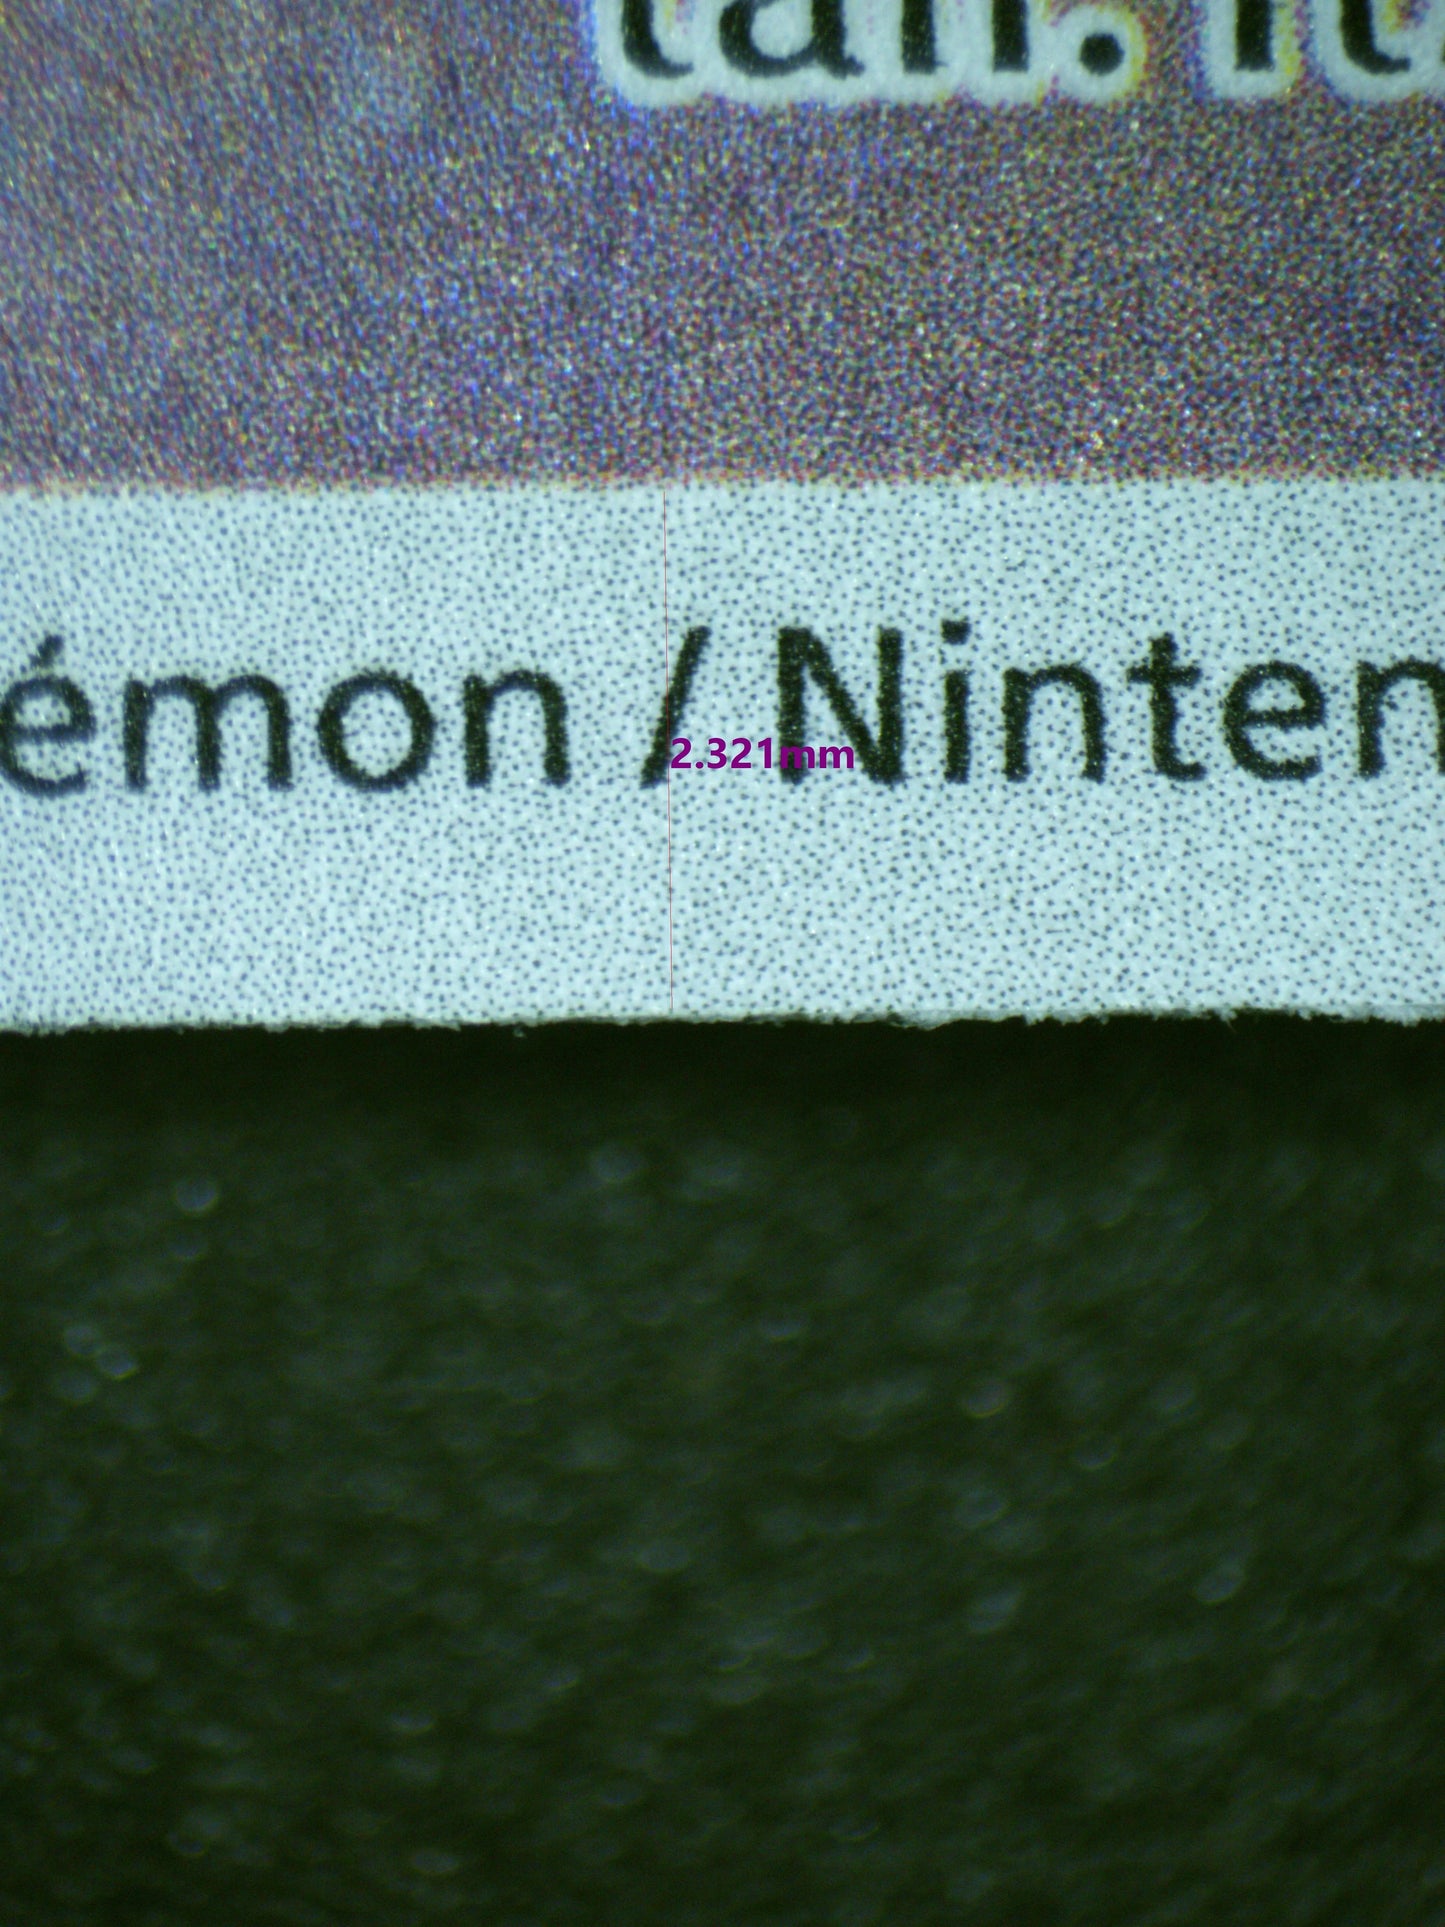 tail. It
émon / Ninten
2.321mm